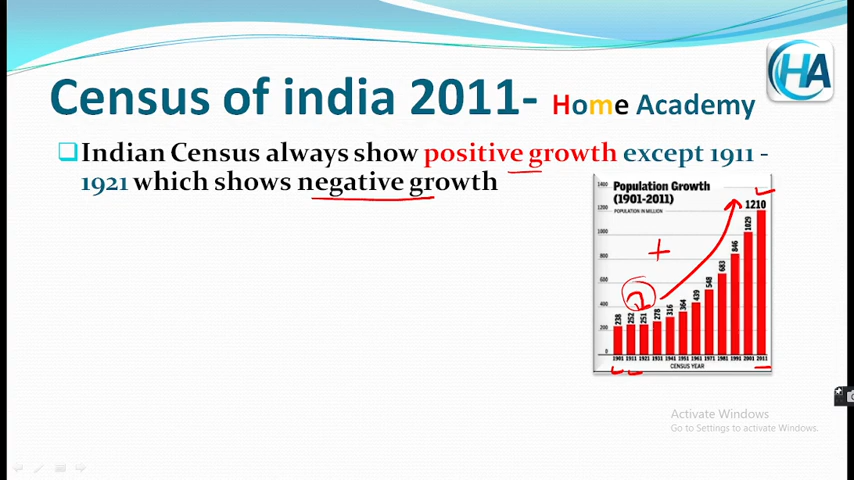 HA
Census of india 2011- Home Academy
Indian Census always show positive growth except 1911 -
1921 which shows negative growth
Population Growth
(1901-2011)
POPULATION IN MILLION
1400
1200
1000
800
600
400
200
0
238 252 251 278 316 364 439 548 683 846 1029 1210
1901 1911 1921 1931 1941 1951 1961 1971 1981 1991 2001 2011
CENSUS YEAR
+
Activate Windows
Go to Settings to activate Windows.